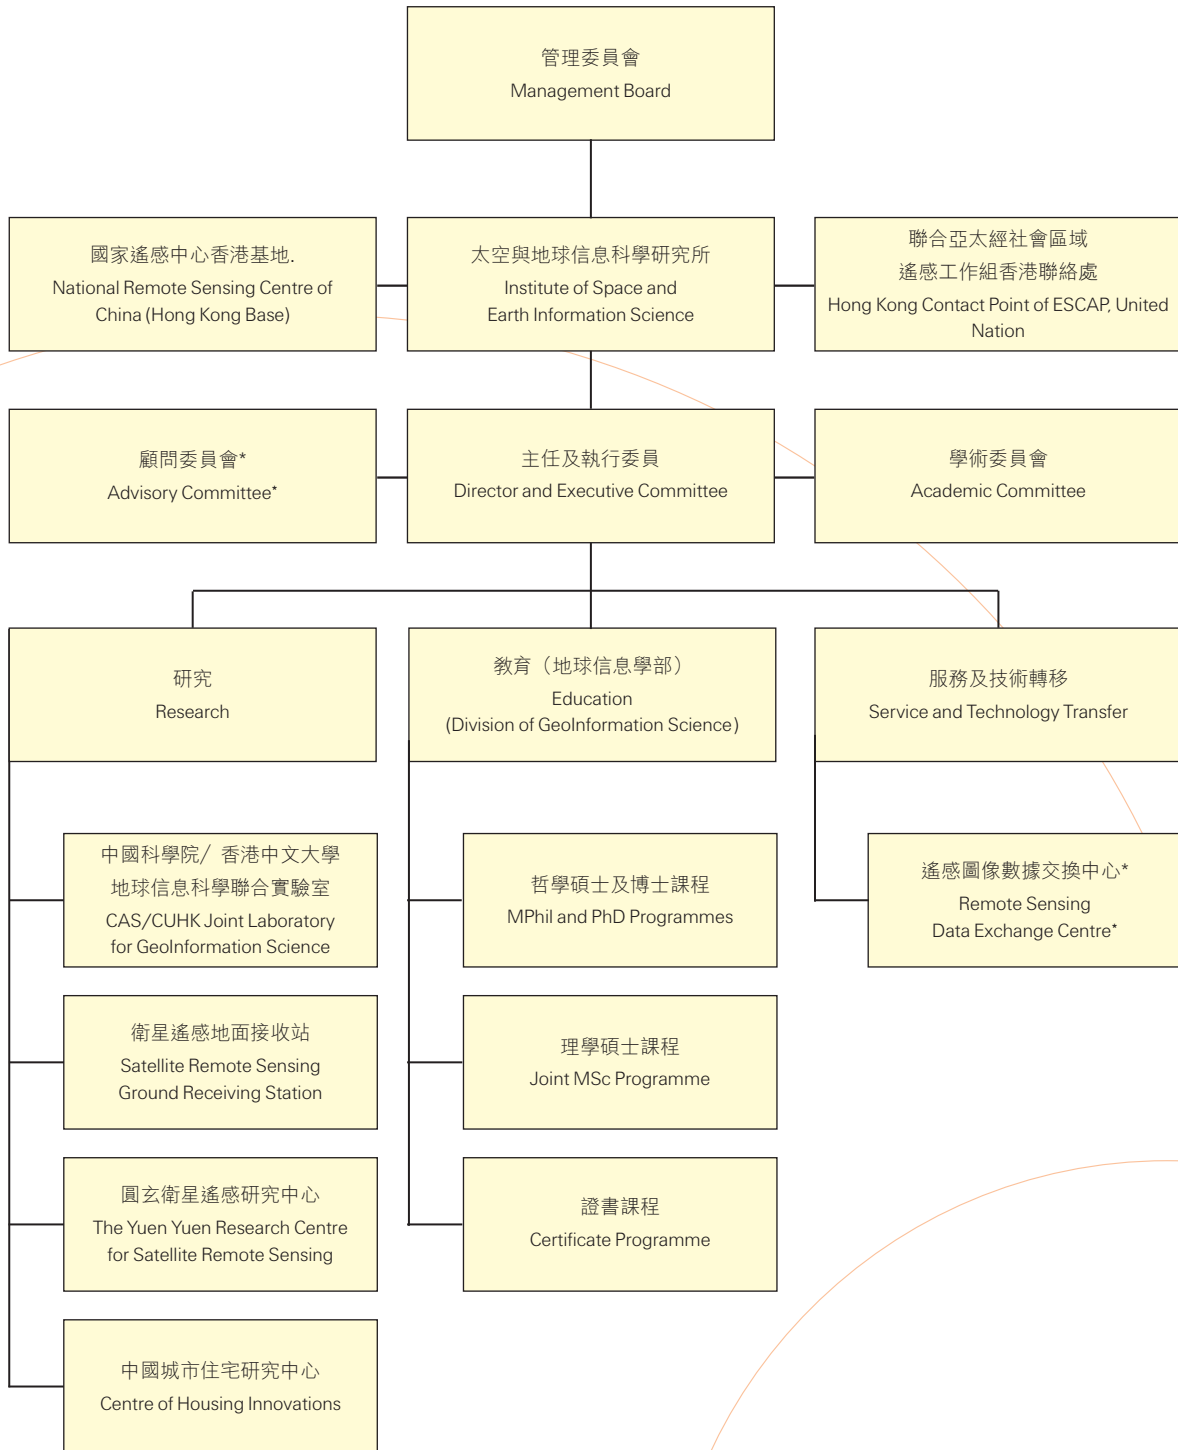 管理委員會
Management Board
國家遙感中心香港基地.
National Remote Sensing Centre of
China (Hong Kong Base)
太空與地球信息科學研究所
Institute of Space and
Earth Information Science
聯合亞太經社會區域
遙感工作組香港聯絡處
Hong Kong Contact Point of ESCAP, United
Nation
顧問委員會*
Advisory Committee*
主任及執行委員
Director and Executive Committee
學術委員會
Academic Committee
研究
Research
教育（地球信息學部）
Education
(Division of GeoInformation Science)
服務及技術轉移
Service and Technology Transfer
中國科學院/ 香港中文大學
地球信息科學聯合實驗室
CAS/CUHK Joint Laboratory
for GeoInformation Science
哲學碩士及博士課程
MPhil and PhD Programmes
遙感圖像數據交換中心*
Remote Sensing
Data Exchange Centre*
衛星遙感地面接收站
Satellite Remote Sensing
Ground Receiving Station
理學碩士課程
Joint MSc Programme
圓玄衛星遙感研究中心
The Yuen Yuen Research Centre
for Satellite Remote Sensing
證書課程
Certificate Programme
中國城市住宅研究中心
Centre of Housing Innovations